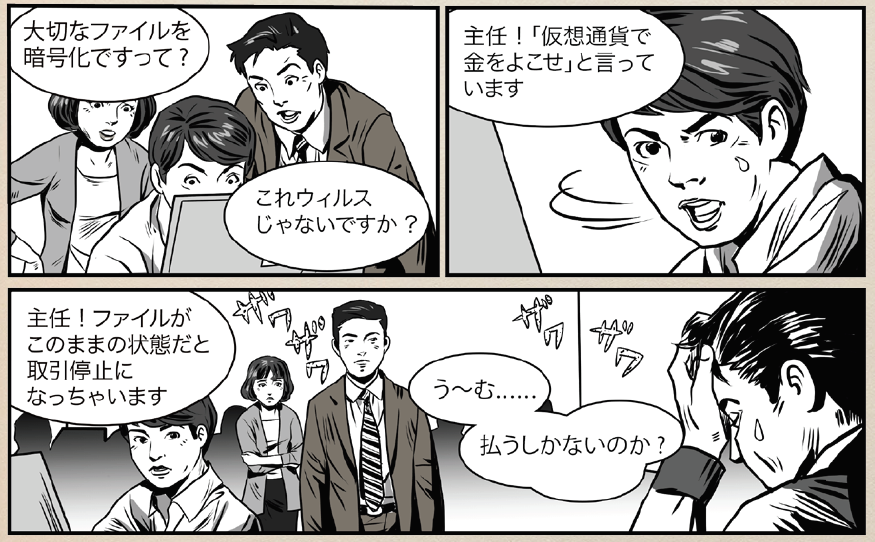 大切なファイルを
暗号化ですって？
これウィルス
じゃないですか？
主任！「仮想通貨で
金をよこせ」と言って
います
主任！ファイルが
このままの状態だと
取引停止に
なっちゃいます
ザワ
ザワ
ザワ
ザワ
う〜む……
払うしかないのか？